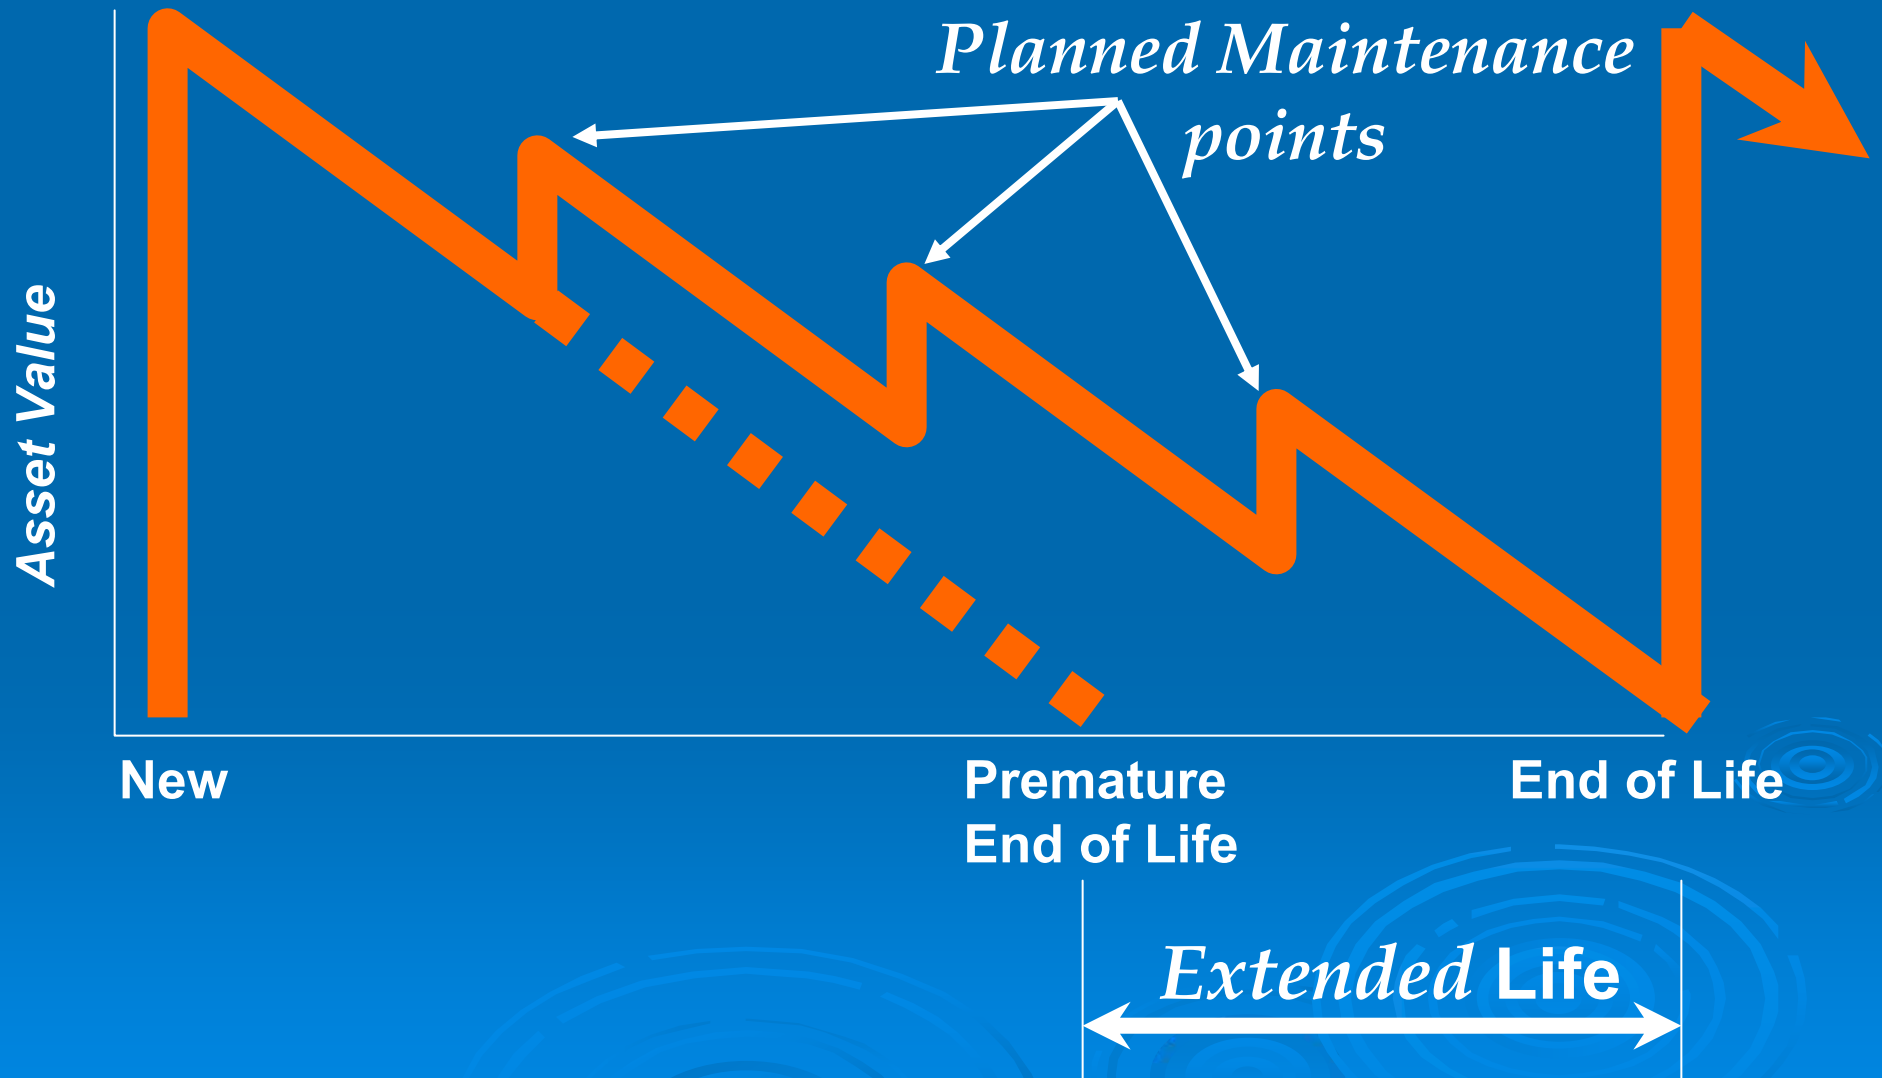 Planned Maintenance
points
Asset Value
New
Premature
End of Life
End of Life
Extended Life